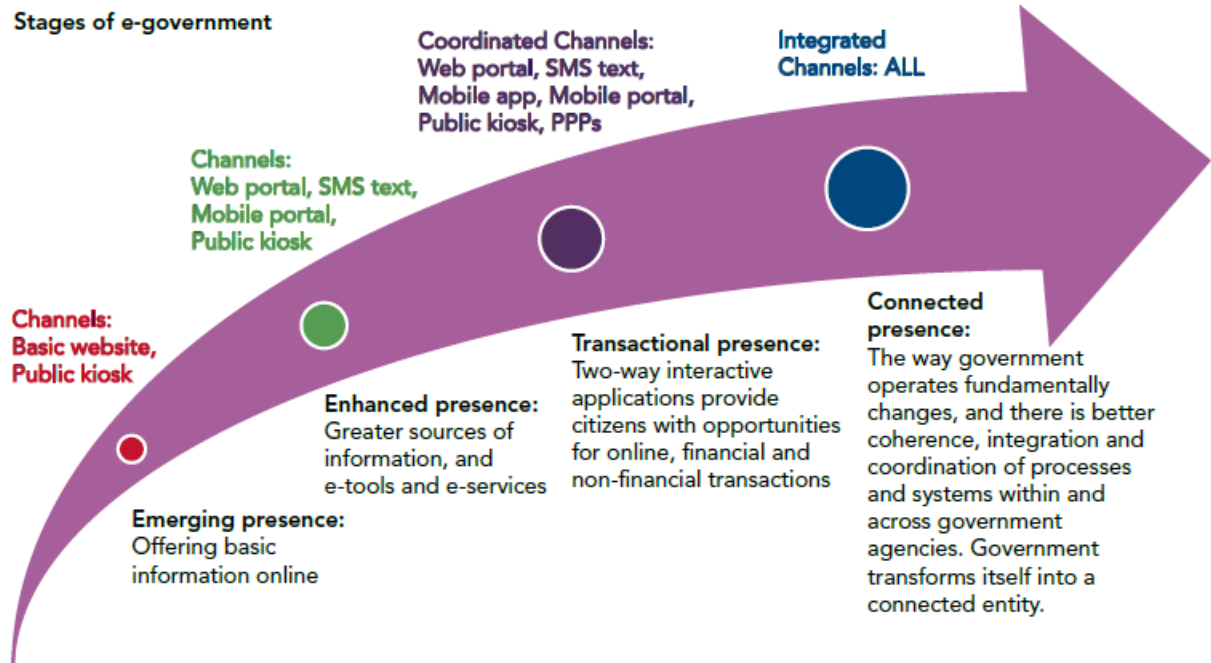 Stages of e-government
Channels:
Basic website,
Public kiosk
Emerging presence:
Offering basic
information online
Channels:
Web portal, SMS text,
Mobile portal,
Public kiosk
Enhanced presence:
Greater sources of
information, and
e-tools and e-services
Coordinated Channels:
Web portal, SMS text,
Mobile app, Mobile portal,
Public kiosk, PPPs
Transactional presence:
Two-way interactive
applications provide
citizens with opportunities
for online, financial and
non-financial transactions
Integrated
Channels: ALL
Connected
presence:
The way government
operates fundamentally
changes, and there is better
coherence, integration and
coordination of processes
and systems within and
across government
agencies. Government
transforms itself into a
connected entity.